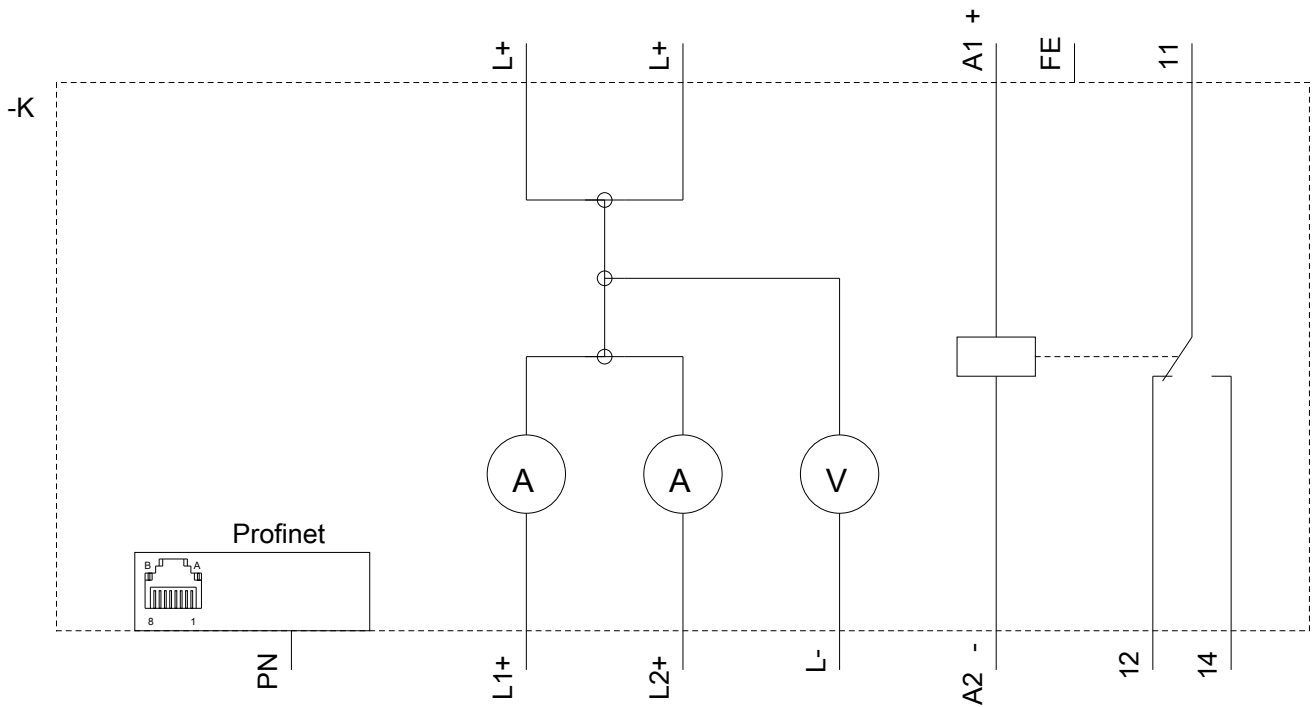 L+
L+
A1 +
FE
11
-K
A
A
V
Profinet
B
A
8
1
PN
L1+
L2+
L-
A2 -
12
14